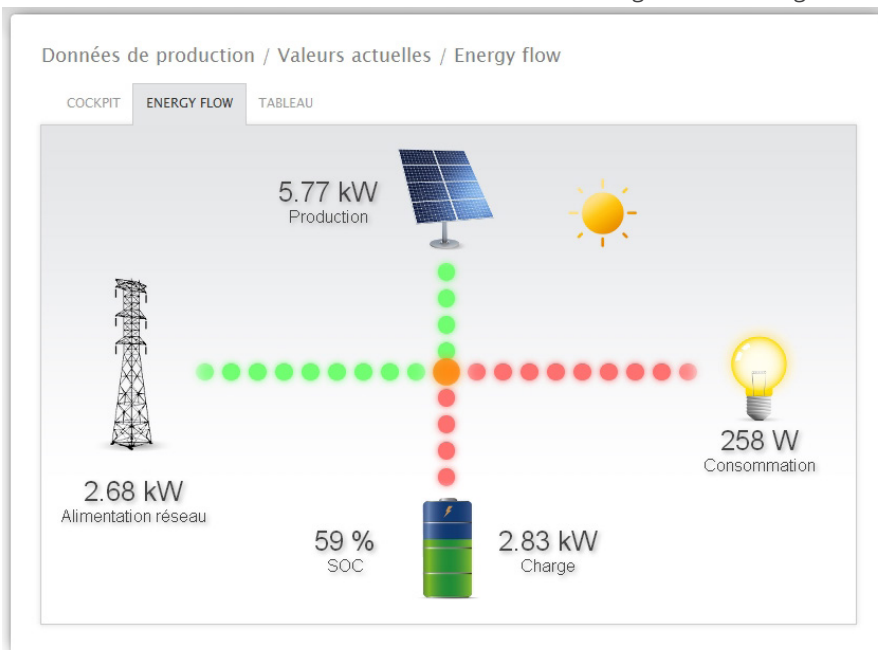 Données de production / Valeurs actuelles / Energy flow
COCKPIT ENERGY FLOW TABLEAU
5.77 kW
Production
258 W
Consommation
2.68 kW
Alimentation réseau
59 %
SOC
2.83 kW
Charge